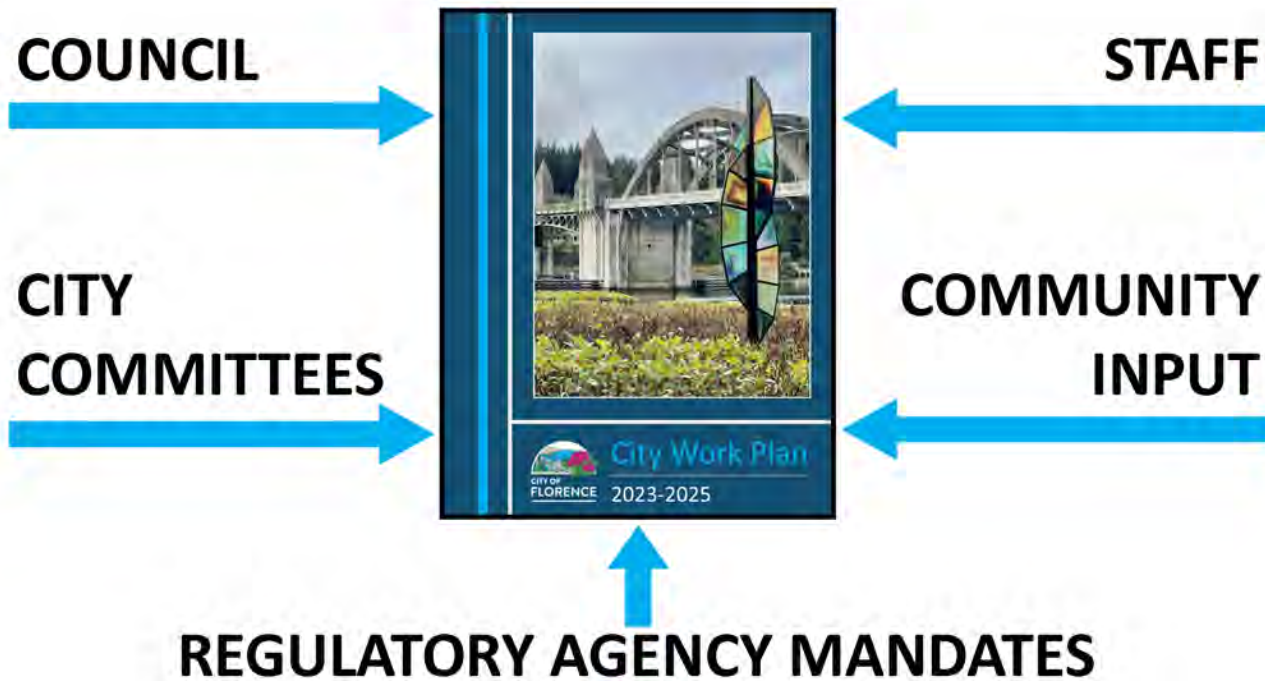 COUNCIL
STAFF
CITY
COMMITTEES
COMMUNITY
INPUT
City Work Plan
CITY OF
FLORENCE
2023-2025
REGULATORY AGENCY MANDATES